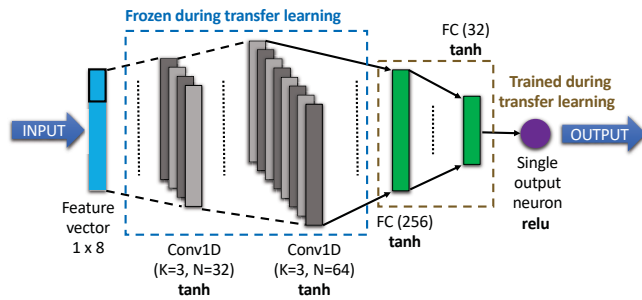 Frozen during transfer learning
FC (32)
tanh
Trained during
transfer learning
INPUT
OUTPUT
Feature
vector
1 x 8
Conv1D
(K=3, N=32)
tanh
Conv1D
(K=3, N=64)
tanh
FC (256)
tanh
Single
output
neuron
relu